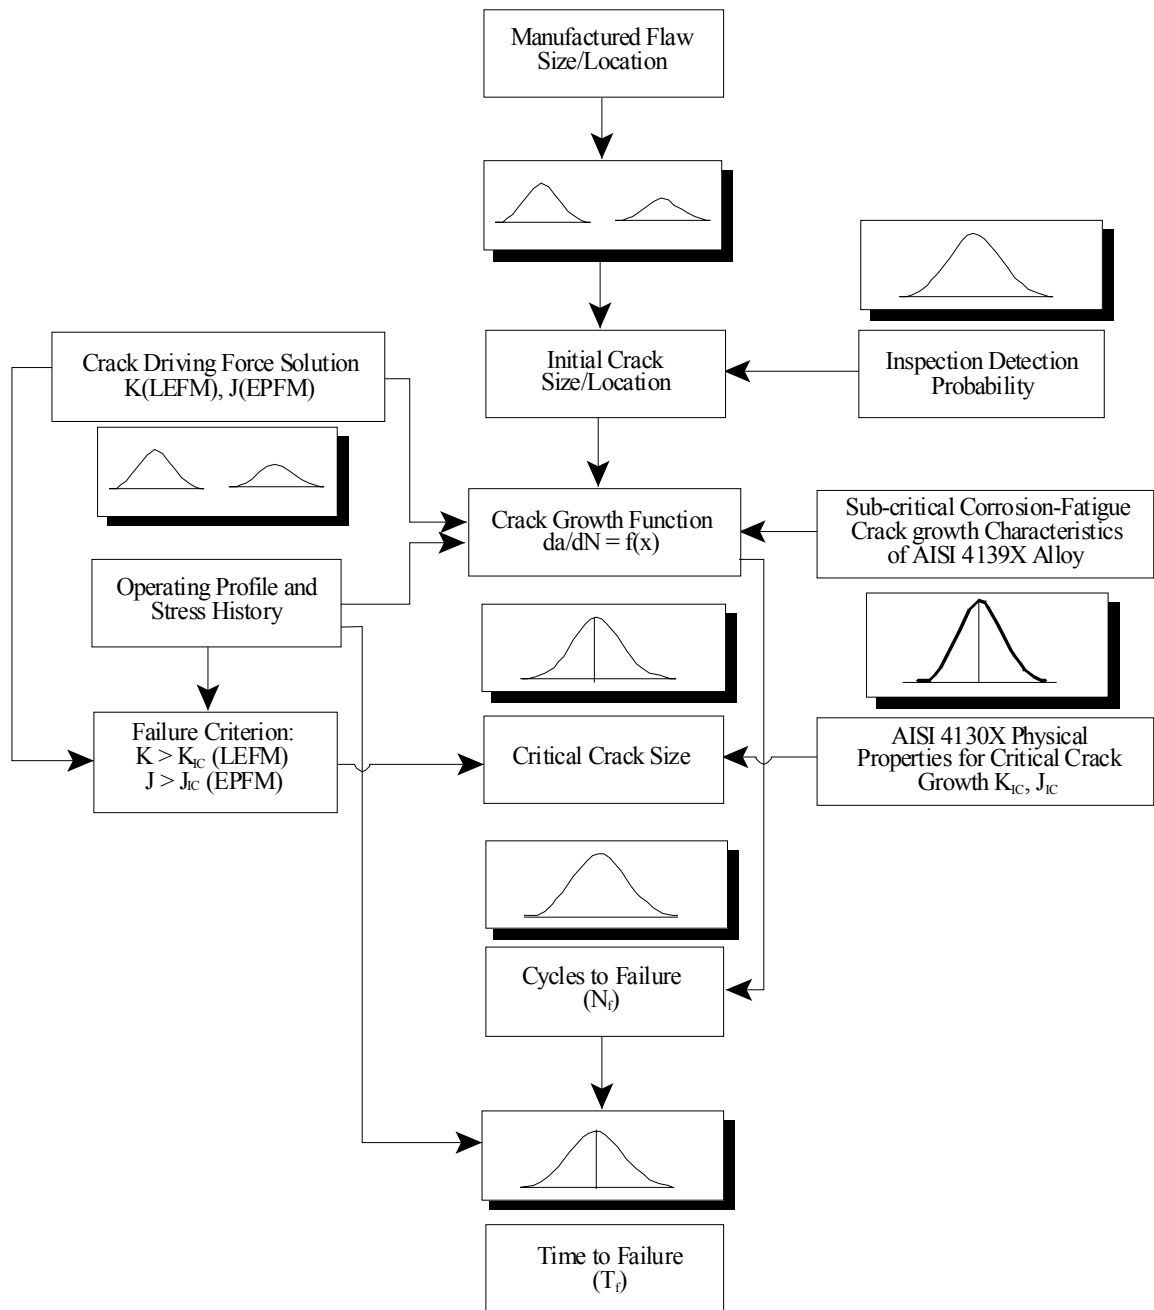 Manufactured Flaw
Size/Location
Crack Driving Force Solution
K(LEFM), J(EPFM)
Initial Crack
Size/Location
Inspection Detection
Probability
Crack Growth Function
da/dN = f(x)
Sub-critical Corrosion-Fatigue
Crack growth Characteristics
of AISI 4139X Alloy
Operating Profile and
Stress History
Failure Criterion:
K > K_IC (LEFM)
J > J_IC (EPFM)
Critical Crack Size
AISI 4130X Physical
Properties for Critical Crack
Growth K_IC, J_IC
Cycles to Failure
(N_f)
Time to Failure
(T_f)